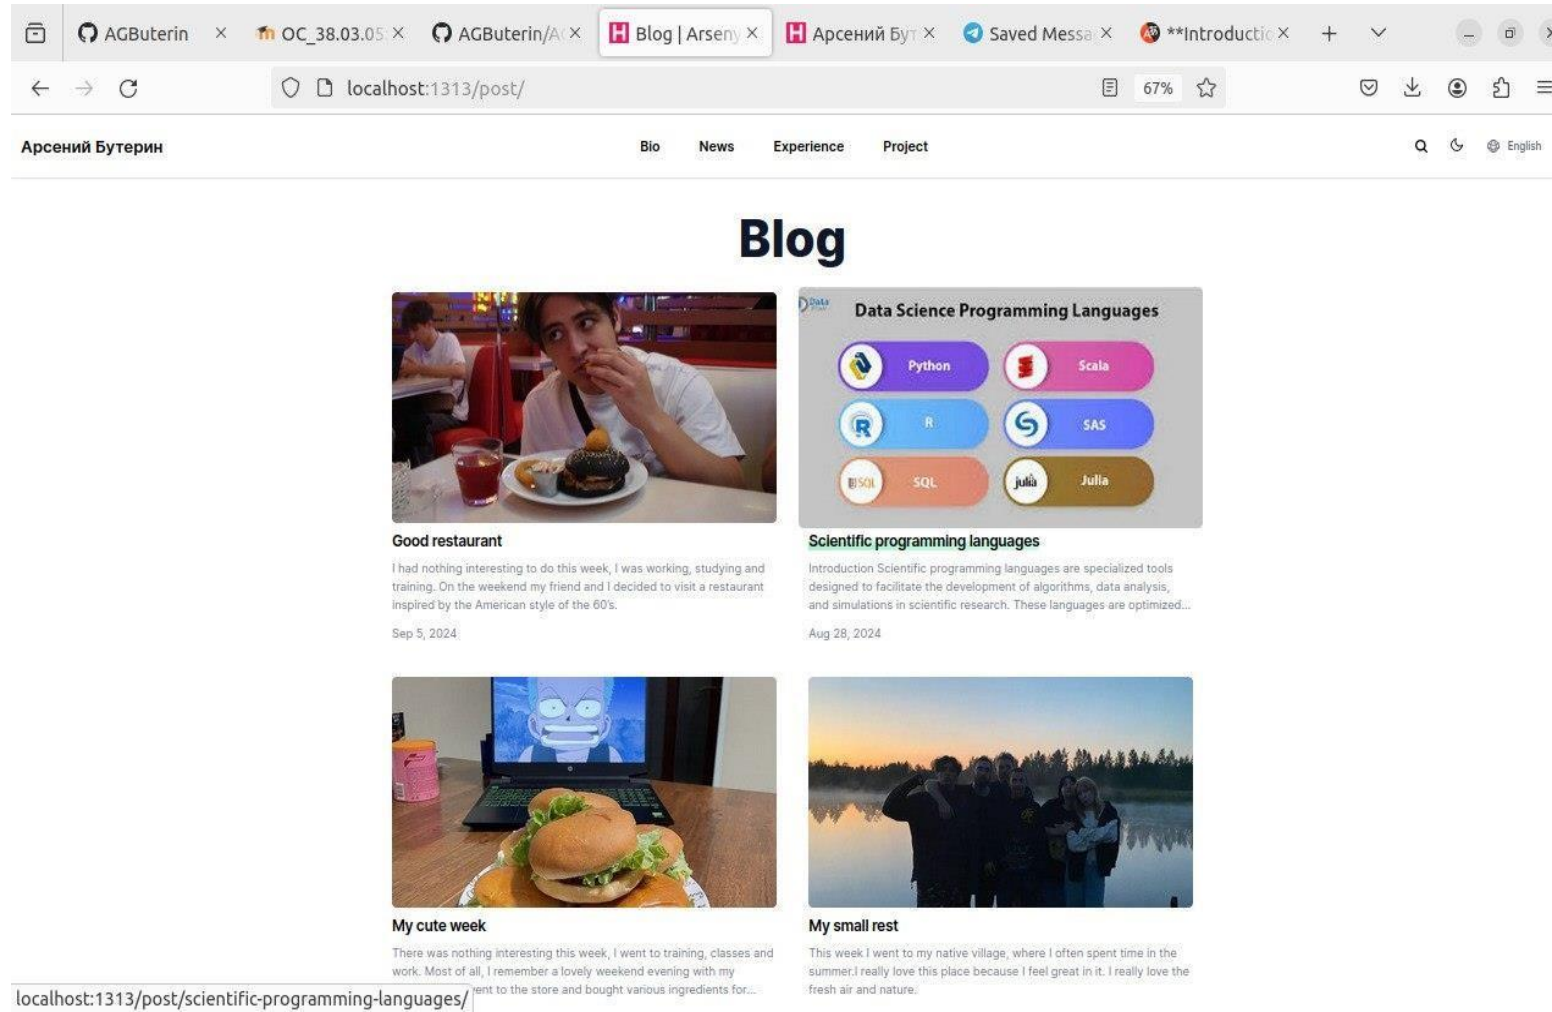 AGButerin
OC_38.03.05
AGButerin/A
Blog | Arseny
Арсений Бут
Saved Messa
**Introductio
localhost:1313/post/
67%
Арсений Бутерин
Bio
News
Experience
Project
English
Blog
Good restaurant
I had nothing interesting to do this week, I was working, studying and
training. On the weekend my friend and I decided to visit a restaurant
inspired by the American style of the 60's.
Sep 5, 2024
Data
Data Science Programming Languages
Python
Scala
R
SAS
SQL
SQL
julia
Julia
Scientific programming languages
Introduction Scientific programming languages are specialized tools
designed to facilitate the development of algorithms, data analysis,
and simulations in scientific research. These languages are optimized...
Aug 28, 2024
My cute week
There was nothing interesting this week, I went to training, classes and
work. Most of all, I remember a lovely weekend evening with my
ent to the store and bought various ingredients for...
My small rest
This week I went to my native village, where I often spent time in the
summer.I really love this place because I feel great in it. I really love the
fresh air and nature.
localhost:1313/post/scientific-programming-languages/